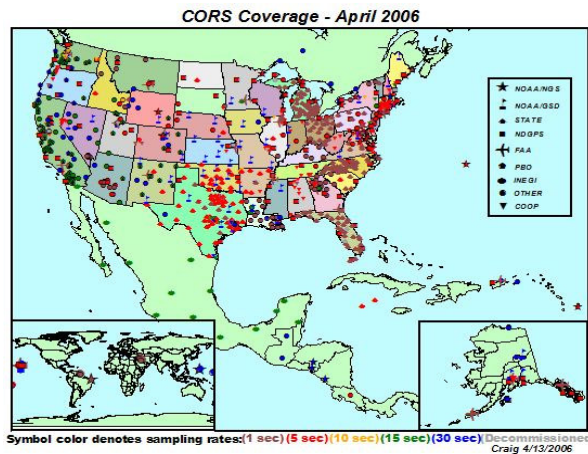 CORS Coverage - April 2006
NOAA/NGS
NOAA/GSD
STATE
NDGPS
FAA
PBO
INEGI
OTHER
COOP
Symbol color denotes sampling rates:(1 sec)(5 sec)(10 sec)(15 sec)(30 sec)(Decommissioned
Craig 4/13/2006